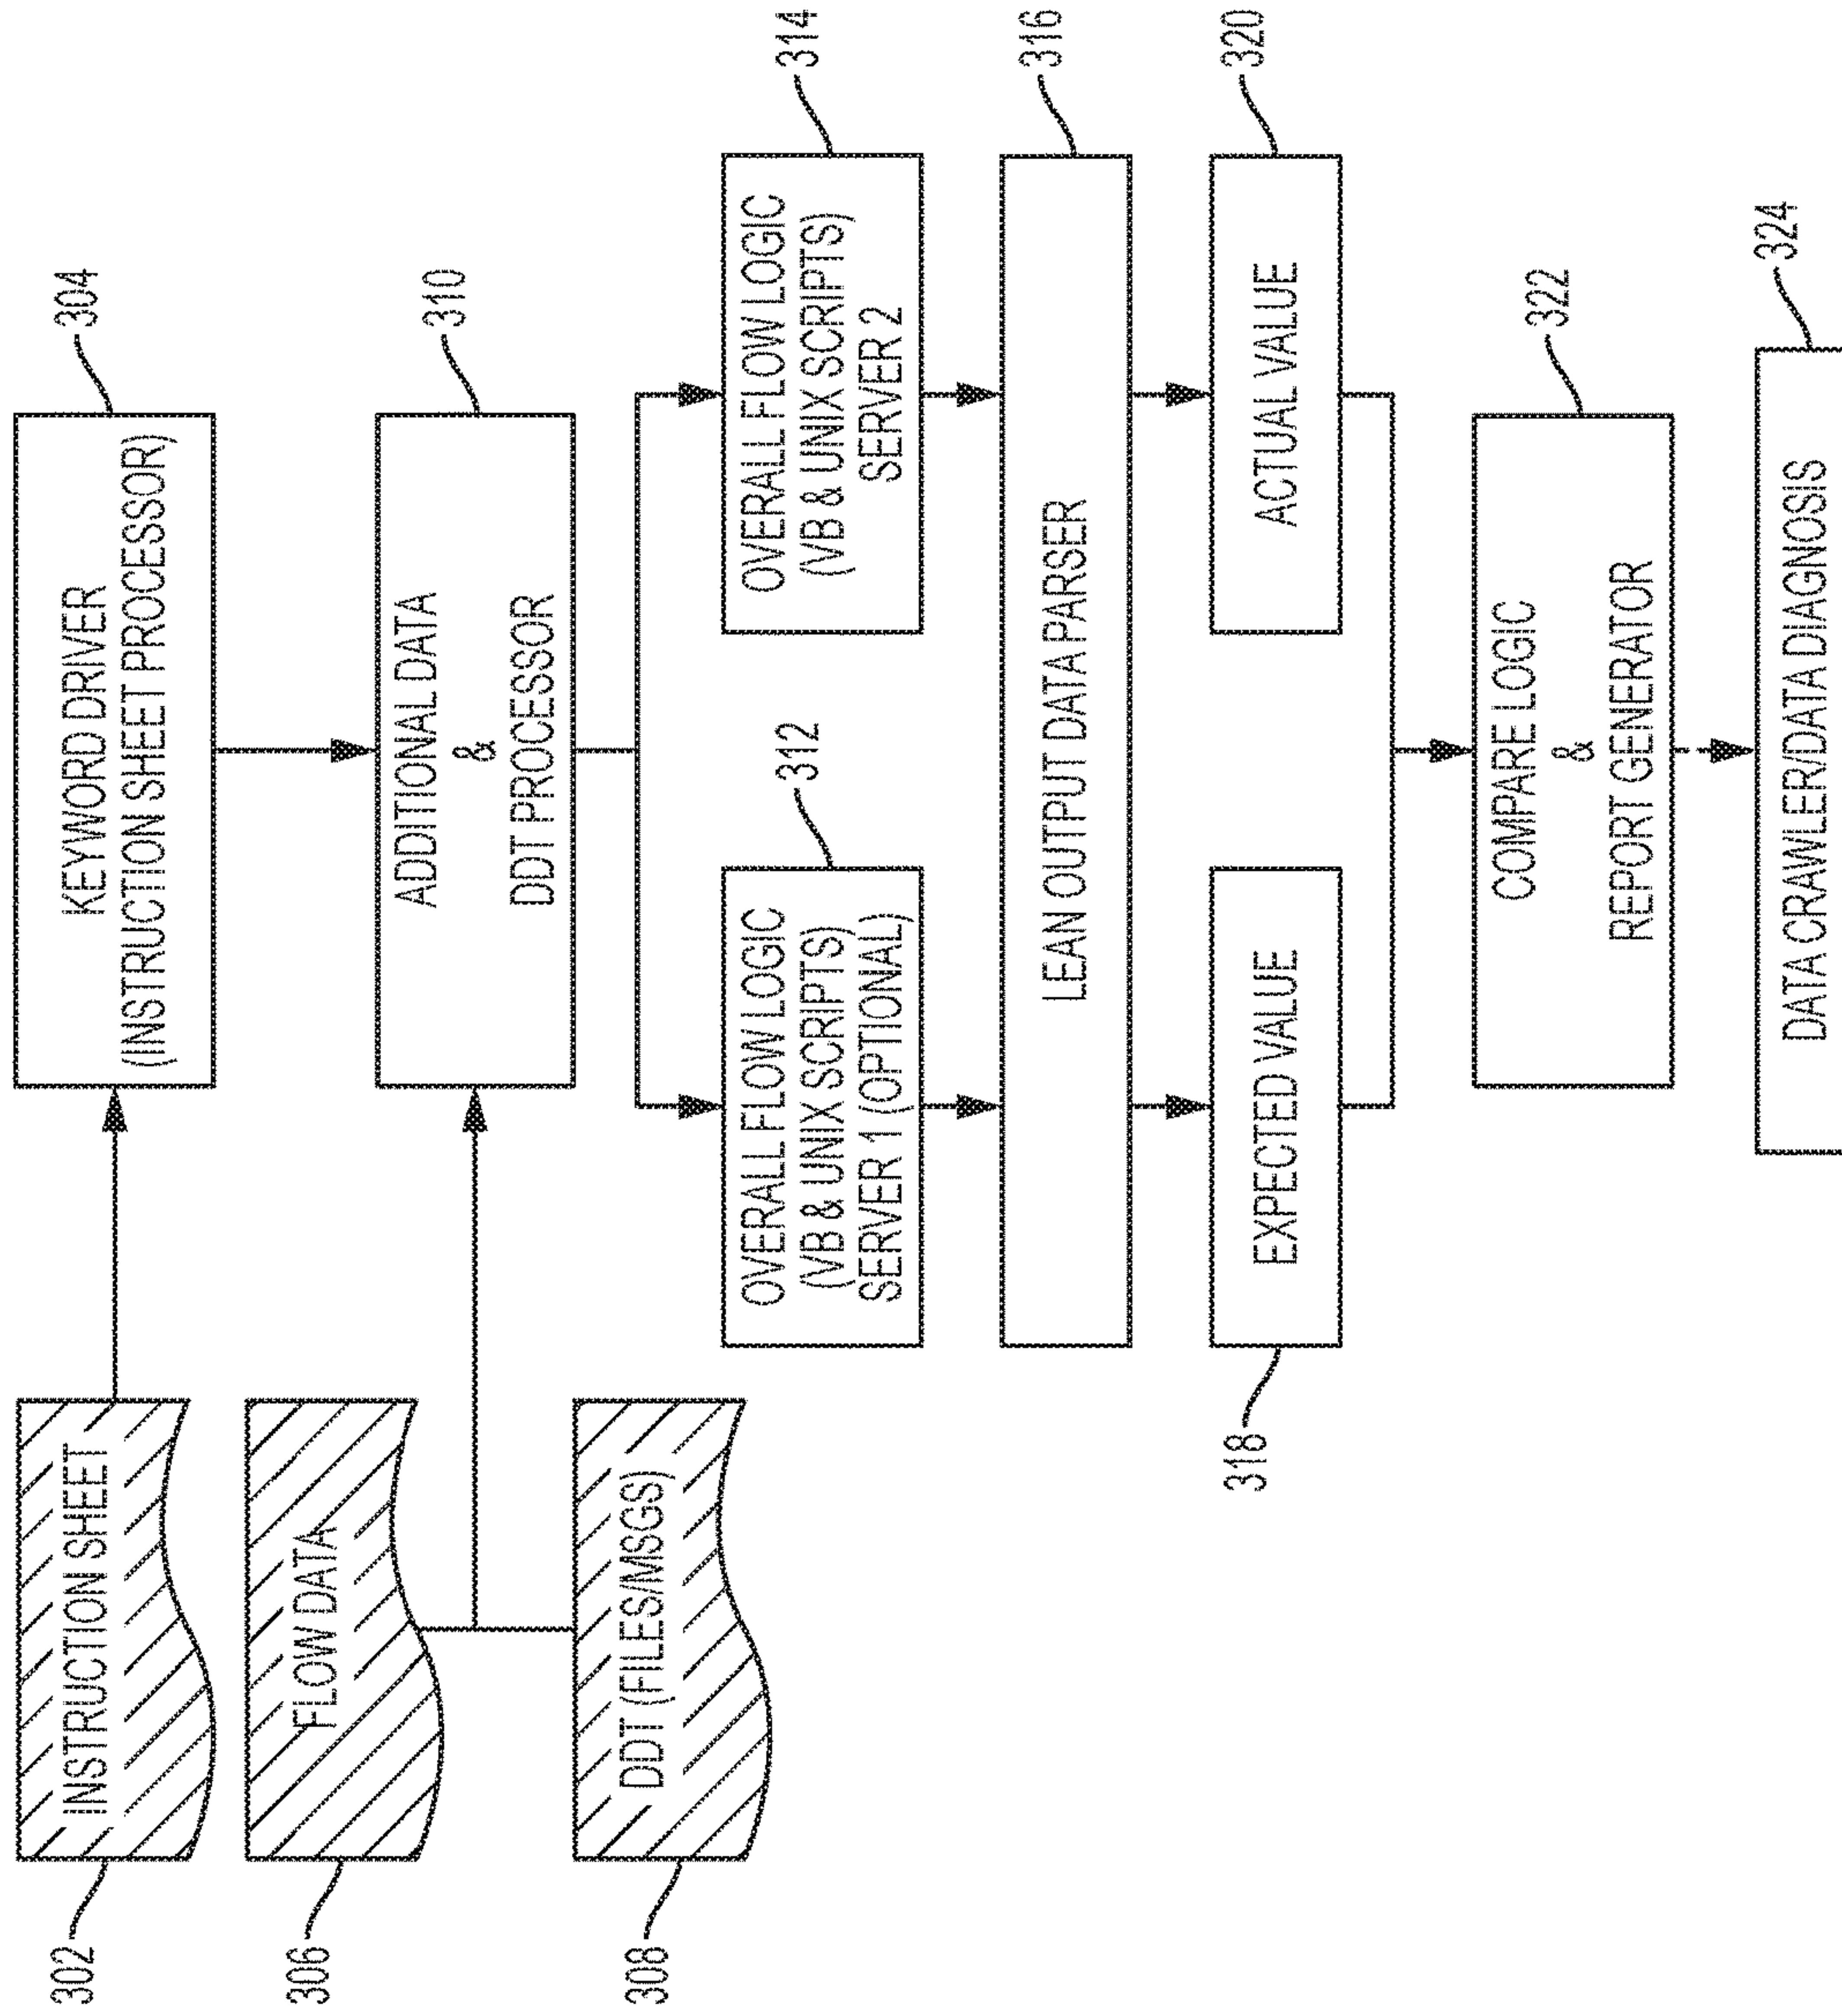 302
INSTRUCTION SHEET
KEYWORD DRIVER
(INSTRUCTION SHEET PROCESSOR)
304
306
FLOW DATA
308
DDT (FILES/MSGS)
ADDITIONAL DATA
&
DDT PROCESSOR
310
OVERALL FLOW LOGIC
(VB & UNIX SCRIPTS)
SERVER 1 (OPTIONAL)
312
OVERALL FLOW LOGIC
(VB & UNIX SCRIPTS)
SERVER 2
314
LEAN OUTPUT DATA PARSER
316
318
EXPECTED VALUE
ACTUAL VALUE
320
COMPARE LOGIC
&
REPORT GENERATOR
322
DATA CRAWLER/DATA DIAGNOSIS
324